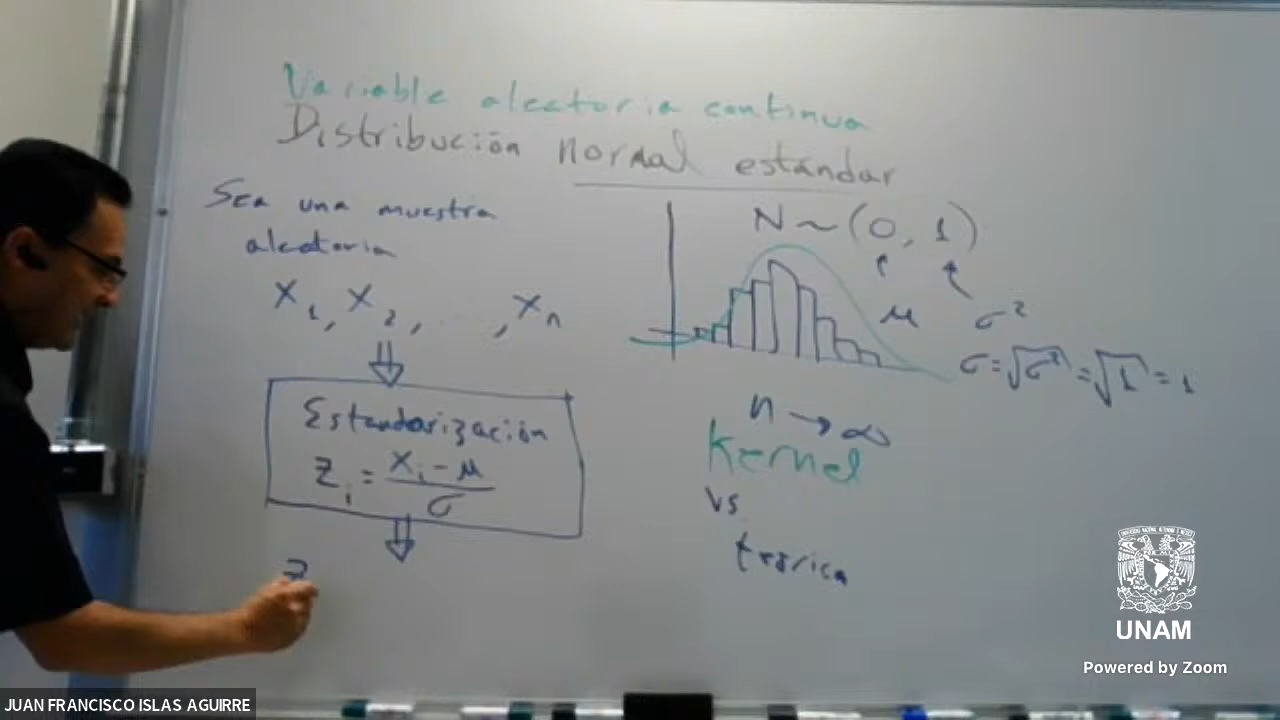 Variable aleatoria continua
Distribución normal estándar
Sea una muestra
aleatoria
X₁, X₂, ..., Xₙ
Estandarización
Zᵢ = (Xᵢ - μ) / σ
Z
N ~ (0, 1)
μ σ²
σ = √σ² = √1 = 1
n → ∞
kernel
vs
teórica
UNAM
Powered by Zoom
JUAN FRANCISCO ISLAS AGUIRRE